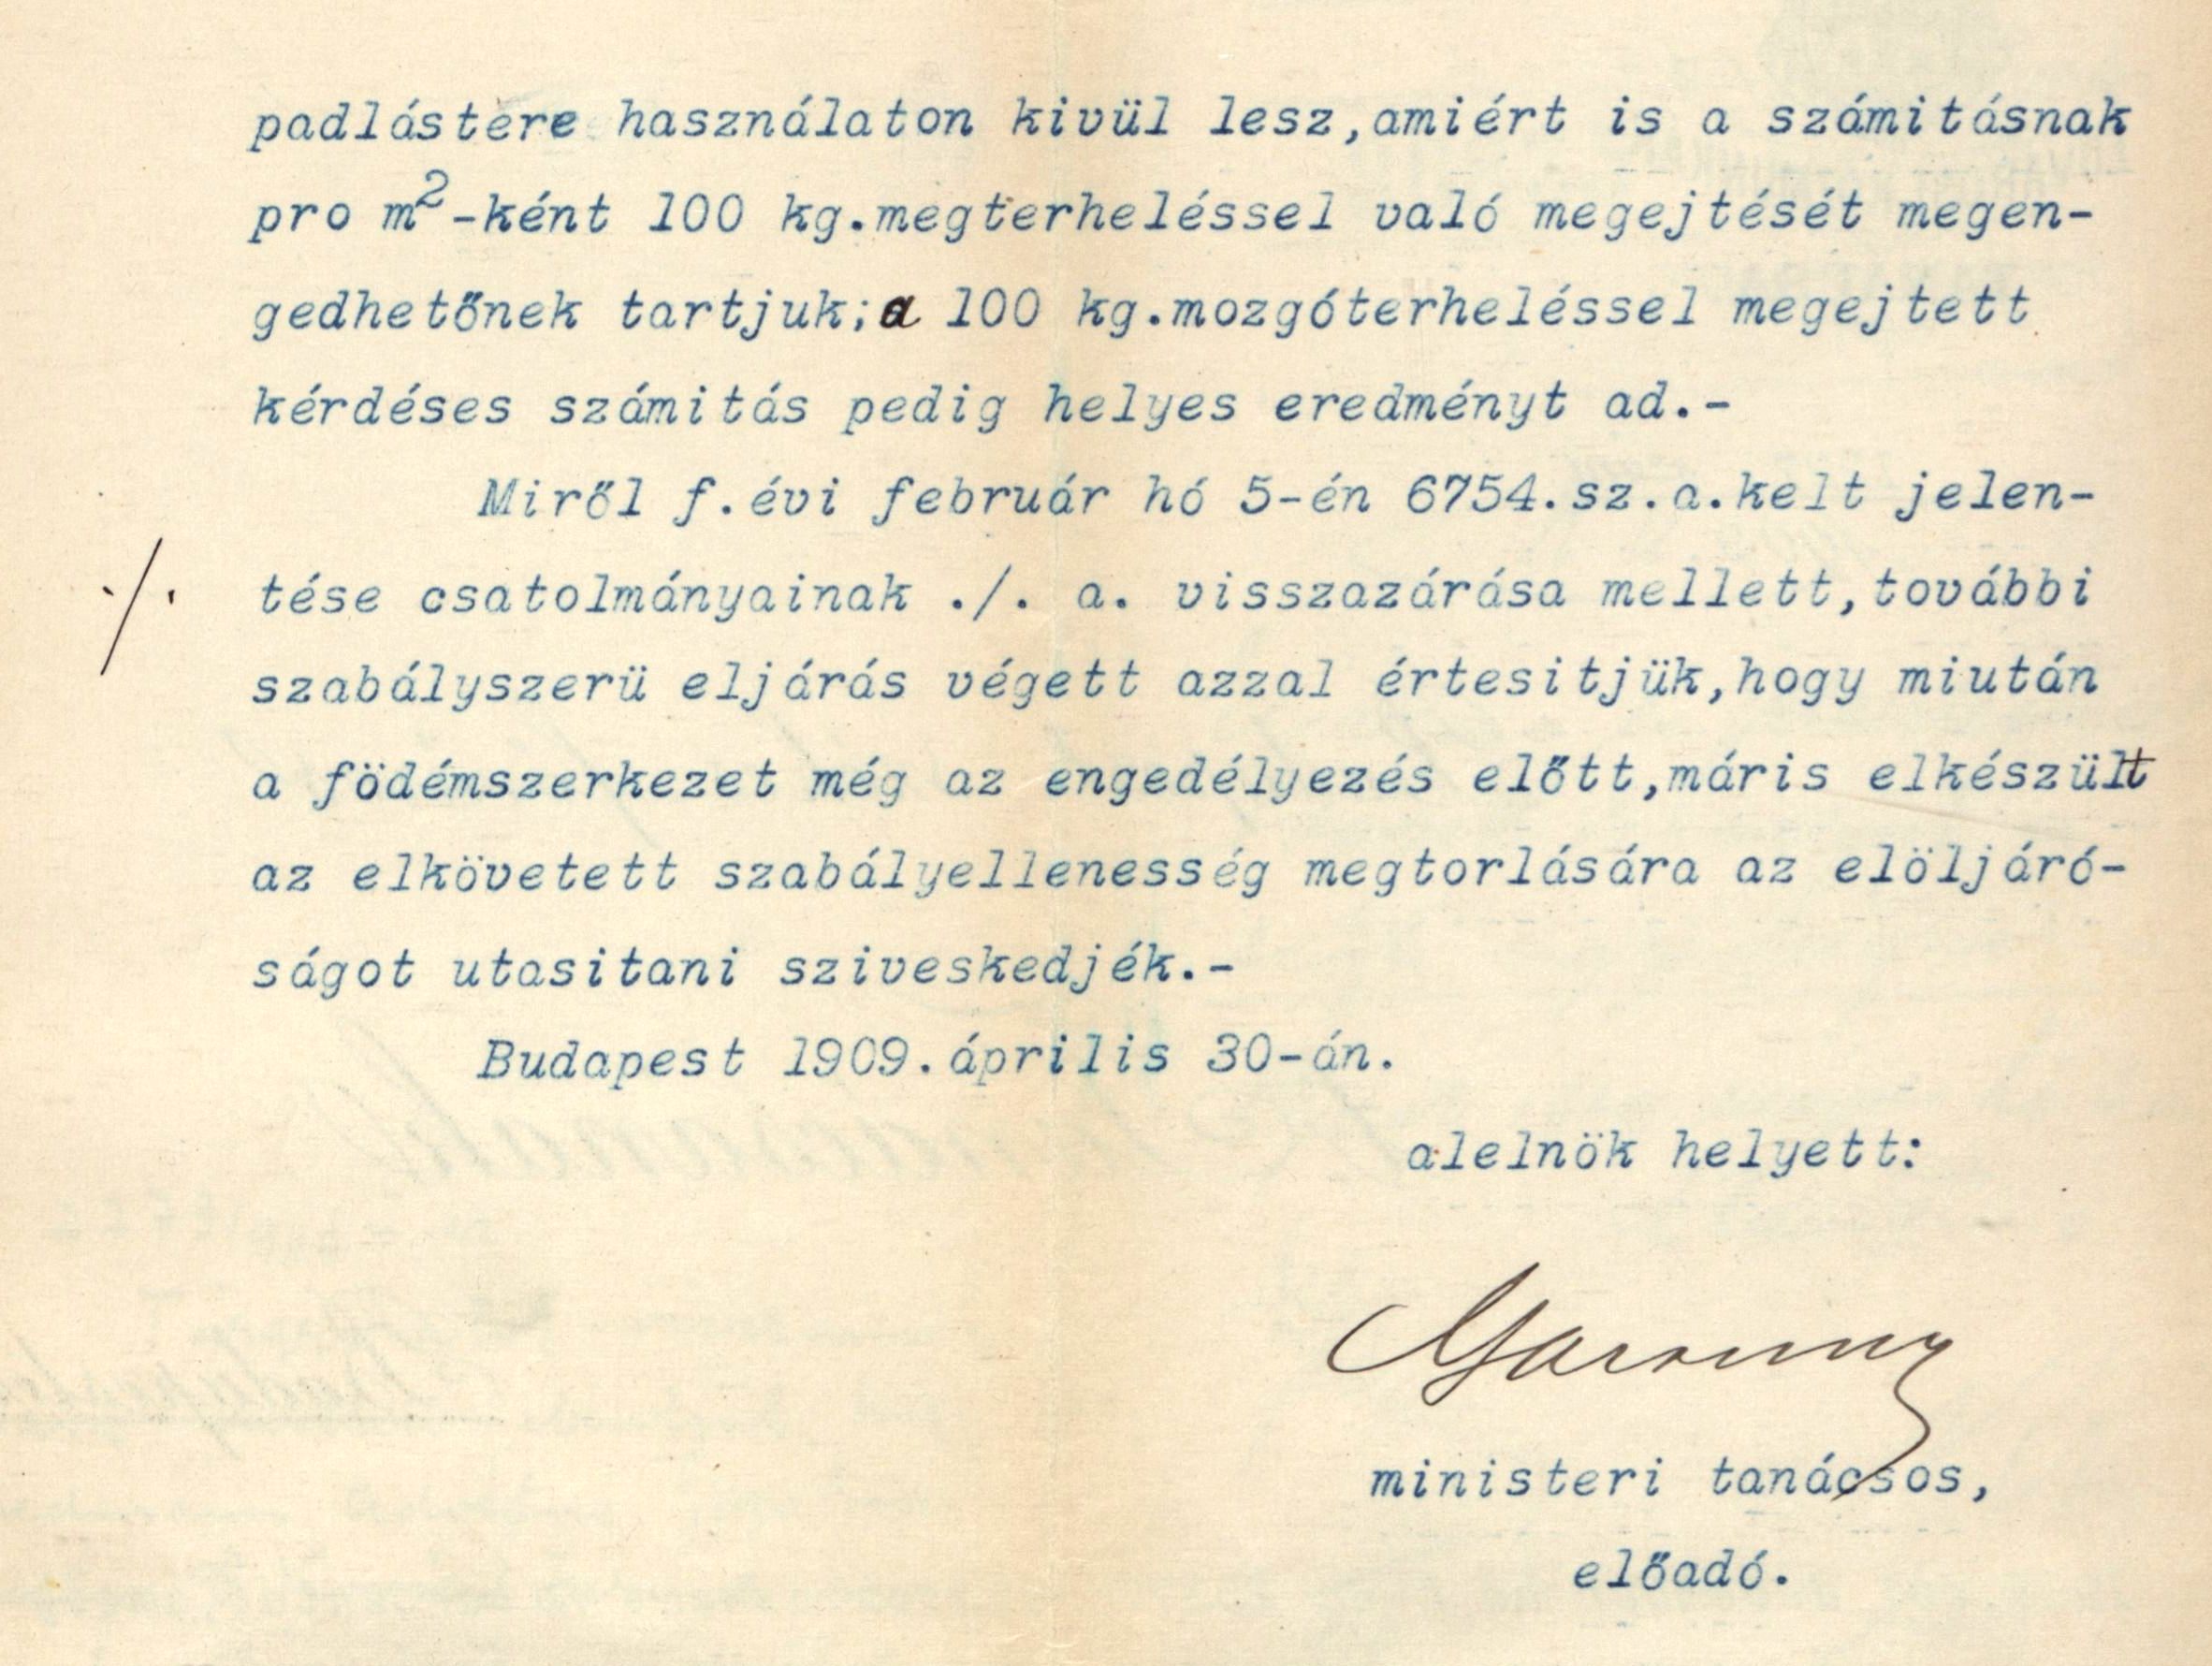 padlástere használaton kivül lesz,amiért is a számitásnak
pro m²-ként 100 kg.megterheléssel való megejtését megen-
gedhetőnek tartjuk;a 100 kg.mozgóterheléssel megejtett
kérdéses számitás pedig helyes eredményt ad.-
Miről f.évi február hó 5-én 6754.sz.a.kelt jelen-
./. tése csatolmányainak ./. a. visszazárása mellett,további
szabályszerü eljárás végett azzal értesitjük,hogy miután
a födémszerkezet még az engedélyezés előtt,máris elkészült
az elkövetett szabályellenesség megtorlására az elöljáró-
ságot utasitani sziveskedjék.-
Budapest 1909.április 30-án.
alelnök helyett:
ministeri tanácsos,
előadó.